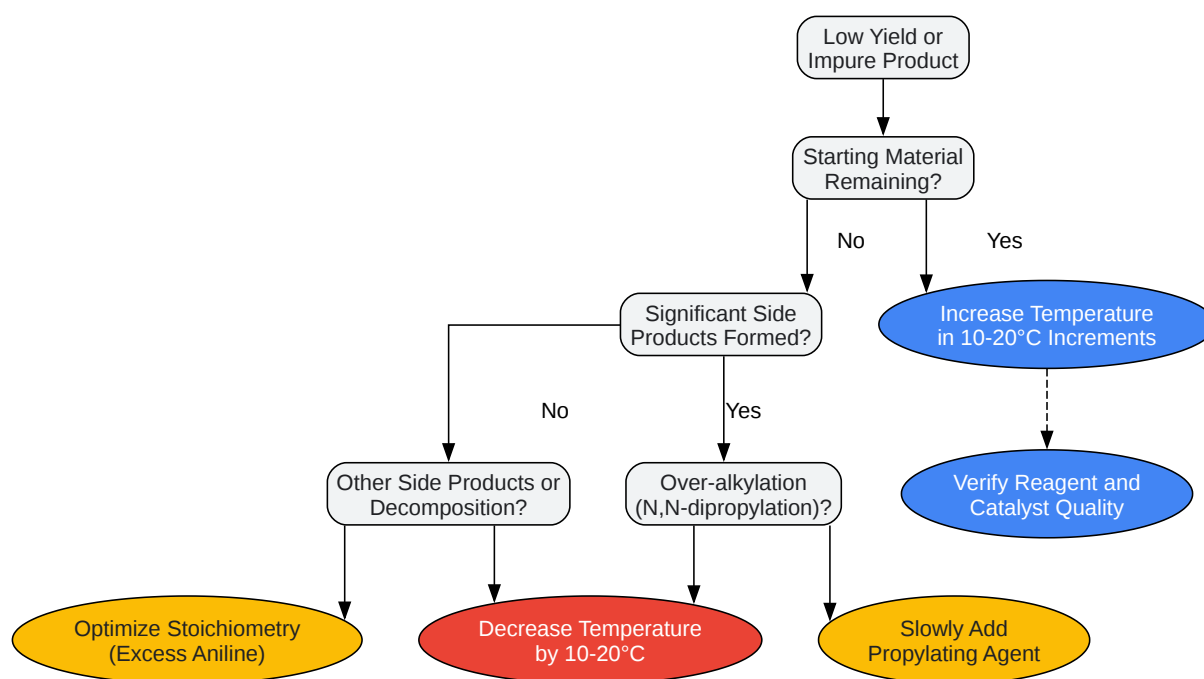 Low Yield or
Impure Product
Starting Material
Remaining?
No
Yes
Significant Side
Products Formed?
Increase Temperature
in 10-20°C Increments
No
Yes
Other Side Products or
Decomposition?
Over-alkylation
(N,N-dipropylation)?
Verify Reagent and
Catalyst Quality
Optimize Stoichiometry
(Excess Aniline)
Decrease Temperature
by 10-20°C
Slowly Add
Propylating Agent